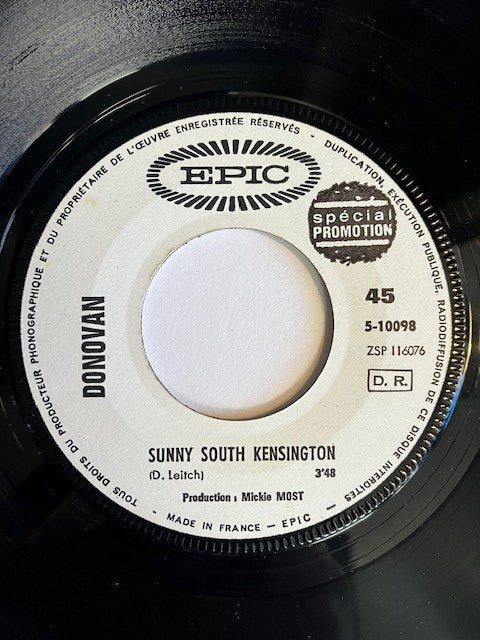 TOUS DROITS DU PRODUCTEUR PHONOGRAPHIQUE ET DU PROPRIÉTAIRE DE L'ŒUVRE ENREGISTRÉE RÉSERVÉS - DUPLICATION, EXÉCUTION PUBLIQUE, RADIODIFFUSION DE CE DISQUE INTERDITES
EPIC
spécial
PROMOTION
45
5-10098
ZSP 116076
D. R.
DONOVAN
SUNNY SOUTH KENSINGTON
(D. Leitch) 3'48
Production : Mickie MOST
- MADE IN FRANCE — EPIC —